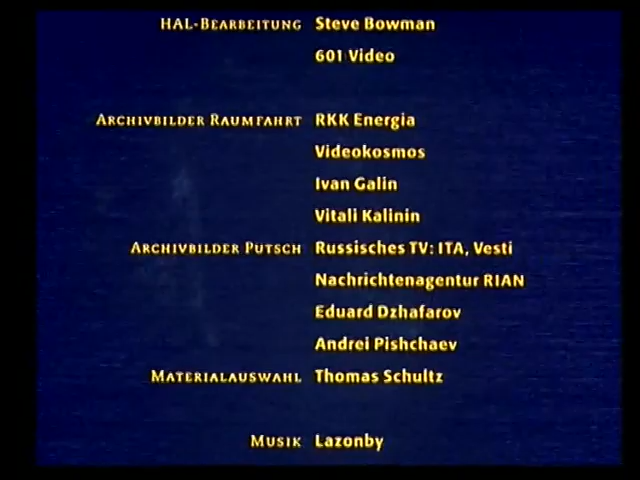 HAL-Bearbeitung Steve Bowman
601 Video
Archivbilder Raumfahrt RKK Energia
Videokosmos
Ivan Galin
Vitali Kalinin
Archivbilder Putsch Russisches TV: ITA, Vesti
Nachrichtenagentur RIAN
Eduard Dzhafarov
Andrei Pishchaev
Materialauswahl Thomas Schultz
Musik Lazonby